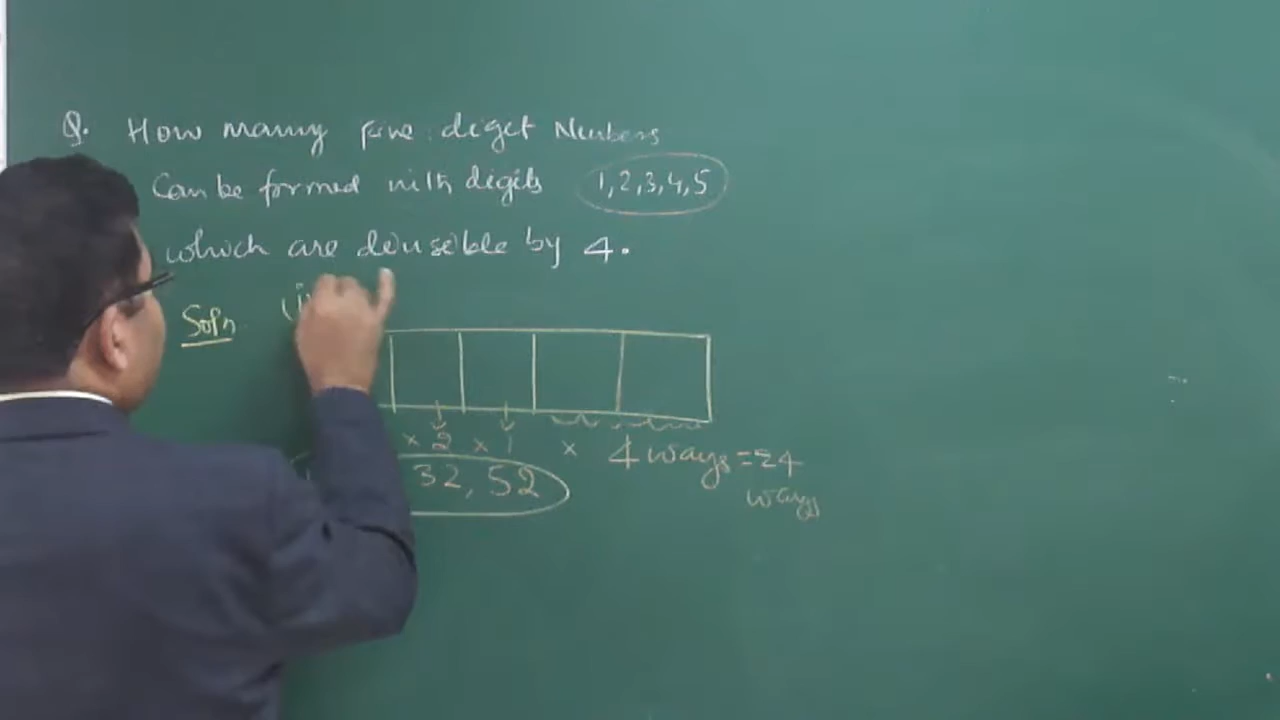 Q. How many five digit Numbers
Can be formed with digits 1,2,3,4,5
which are divisible by 4.
Soln (i)
× 2 × 1 × 4 ways = 24
ways
32, 52